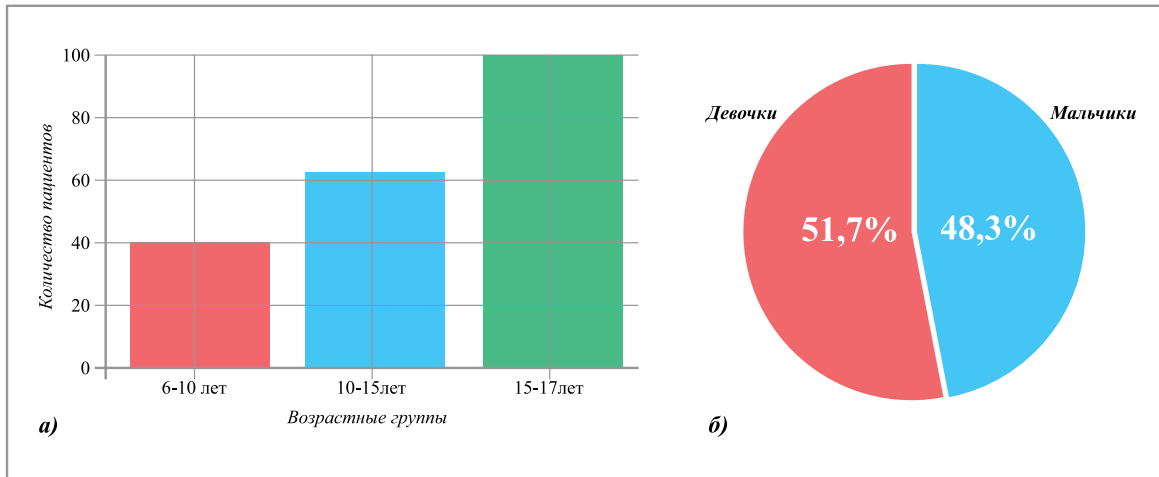 100
80
60
40
20
0
Количество пациентов
6-10 лет
10-15лет
15-17лет
Возрастные группы
а)
Девочки
Мальчики
51,7%
48,3%
б)